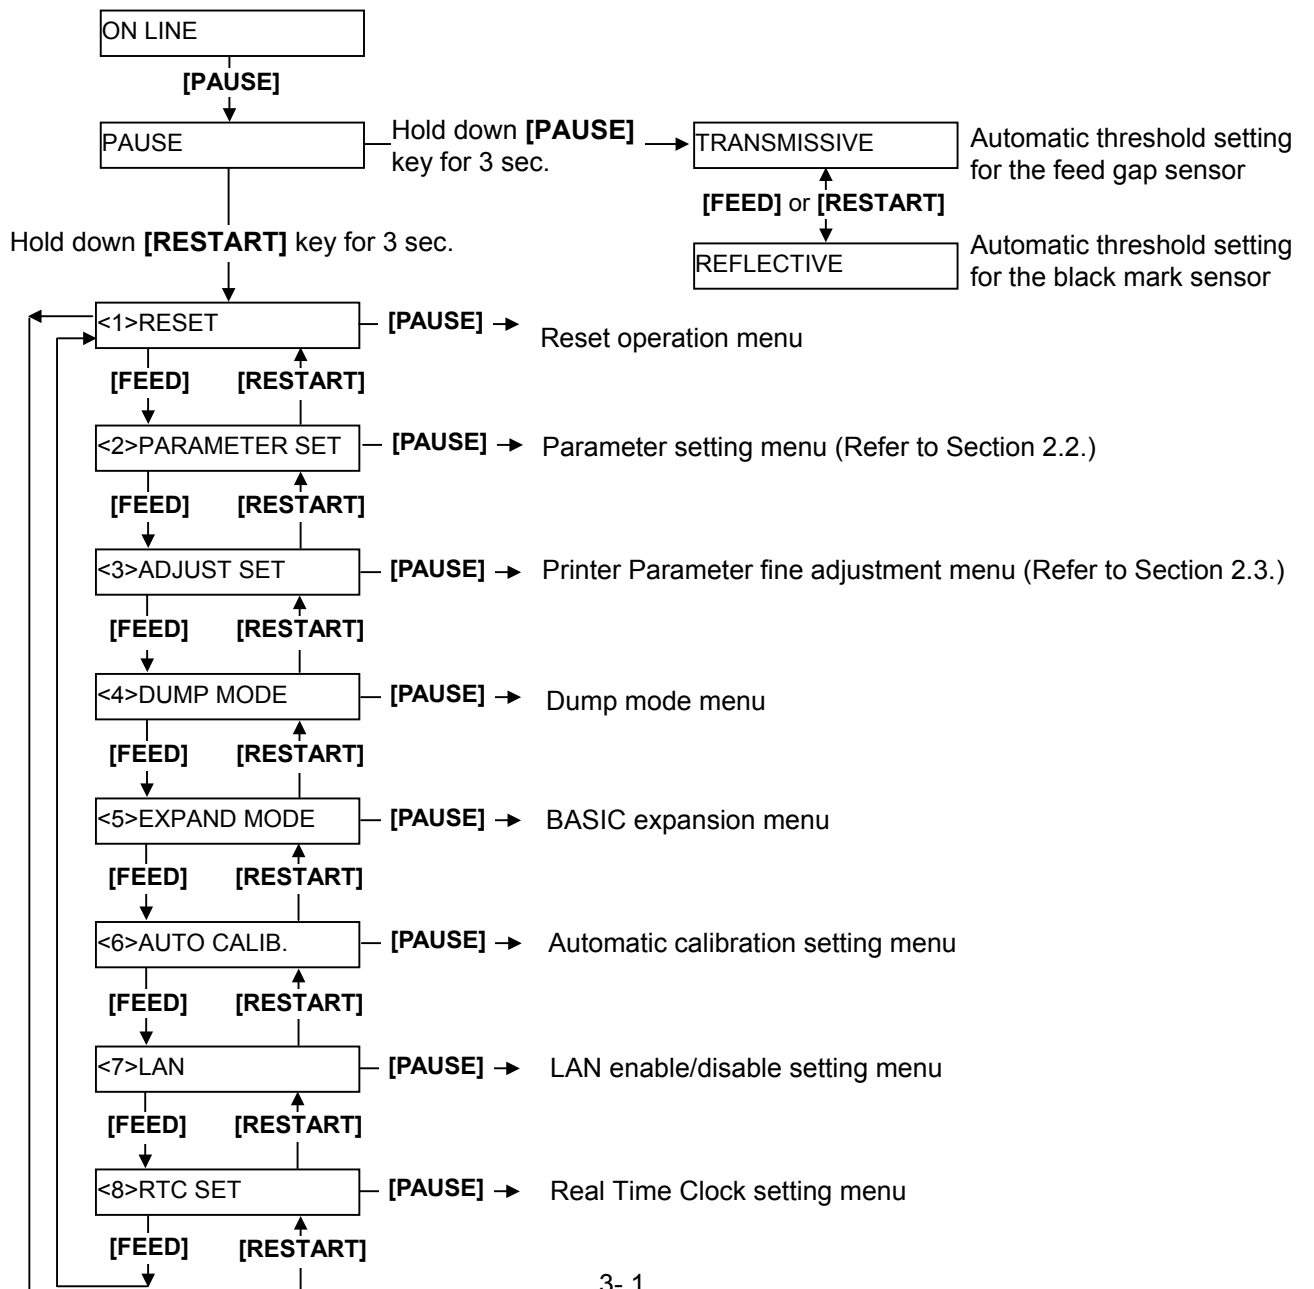 ON LINE
[PAUSE]
PAUSE
Hold down [PAUSE]
key for 3 sec.
TRANSMISSIVE
Automatic threshold setting
for the feed gap sensor
[FEED] or [RESTART]
REFLECTIVE
Automatic threshold setting
for the black mark sensor
Hold down [RESTART] key for 3 sec.
<1>RESET
[PAUSE]
Reset operation menu
[FEED]
[RESTART]
<2>PARAMETER SET
[PAUSE]
Parameter setting menu (Refer to Section 2.2.)
[FEED]
[RESTART]
<3>ADJUST SET
[PAUSE]
Printer Parameter fine adjustment menu (Refer to Section 2.3.)
[FEED]
[RESTART]
<4>DUMP MODE
[PAUSE]
Dump mode menu
[FEED]
[RESTART]
<5>EXPAND MODE
[PAUSE]
BASIC expansion menu
[FEED]
[RESTART]
<6>AUTO CALIB.
[PAUSE]
Automatic calibration setting menu
[FEED]
[RESTART]
<7>LAN
[PAUSE]
LAN enable/disable setting menu
[FEED]
[RESTART]
<8>RTC SET
[PAUSE]
Real Time Clock setting menu
[FEED]
[RESTART]
3- 1